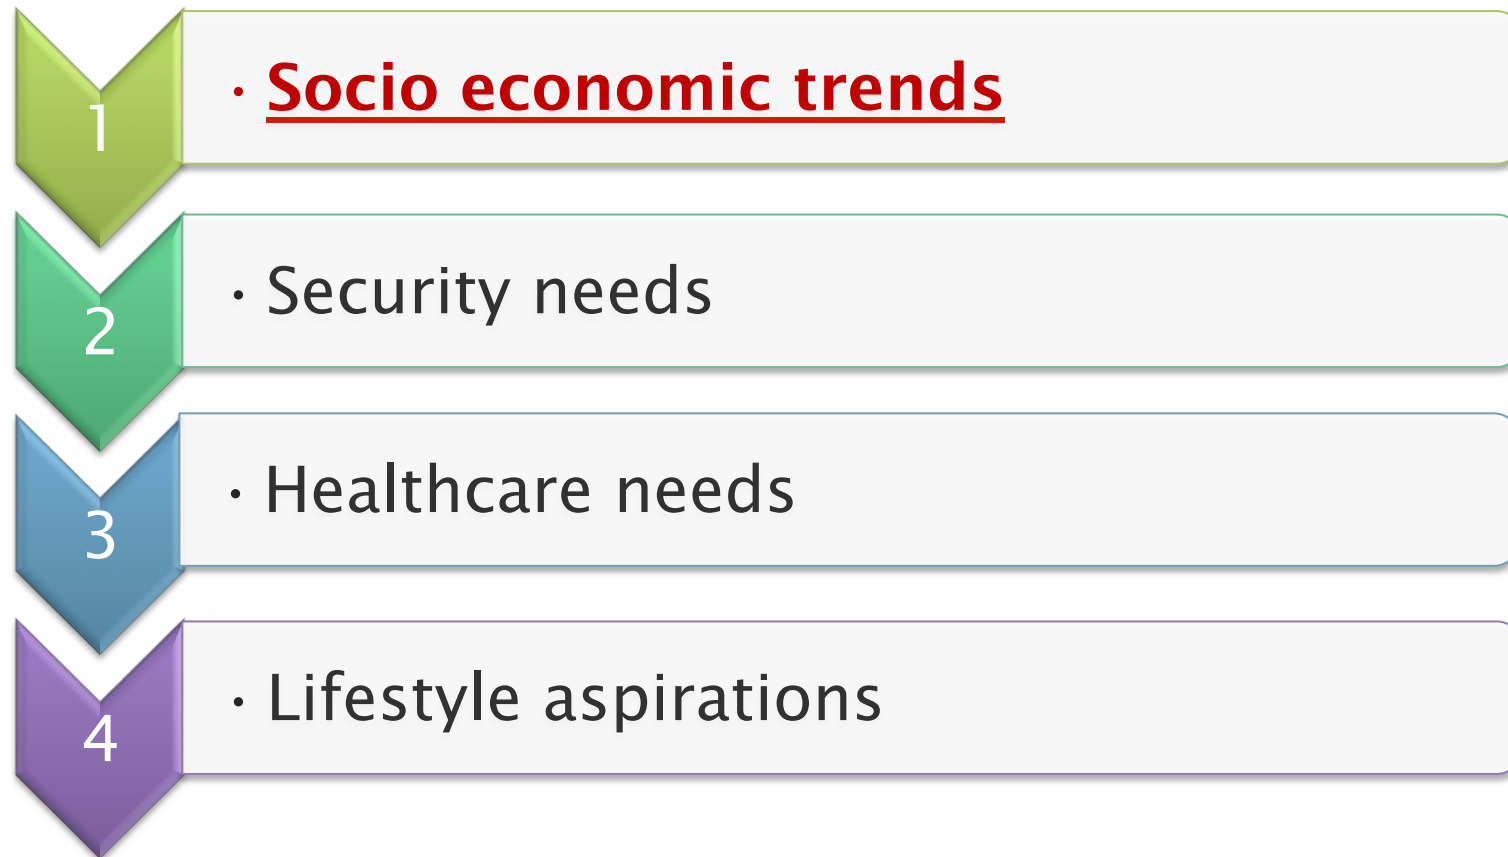 1
· Socio economic trends
2
· Security needs
3
· Healthcare needs
4
· Lifestyle aspirations